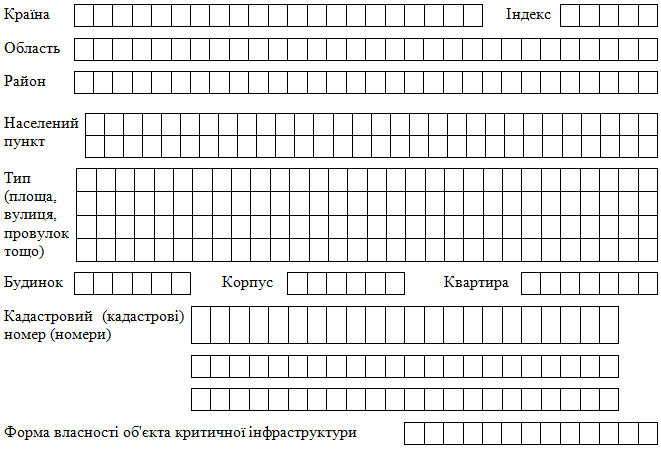 Країна Індекс
Область
Район
Населений
пункт
Тип
(площа,
вулиця,
провулок
тощо)
Будинок Корпус Квартира
Кадастровий (кадастрові)
номер (номери)
Форма власності об'єкта критичної інфраструктури